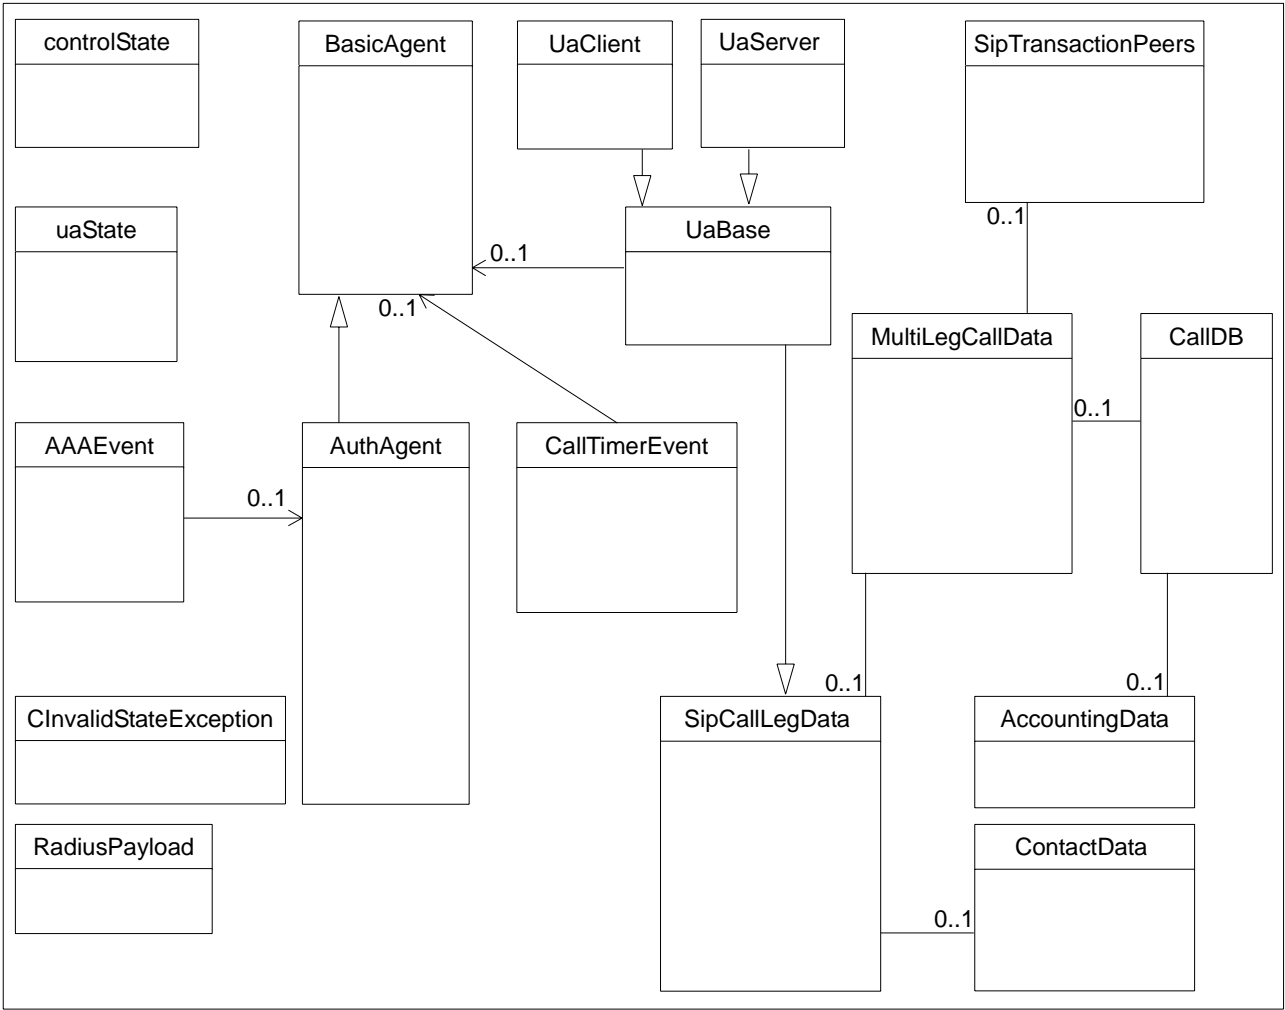 controlState
BasicAgent
UaClient
UaServer
SipTransactionPeers
0..1
uaState
UaBase
0..1
0..1
MultiLegCallData
CallDB
0..1
AAAEvent
AuthAgent
CallTimerEvent
0..1
0..1
0..1
CInvalidStateException
SipCallLegData
AccountingData
RadiusPayload
ContactData
0..1